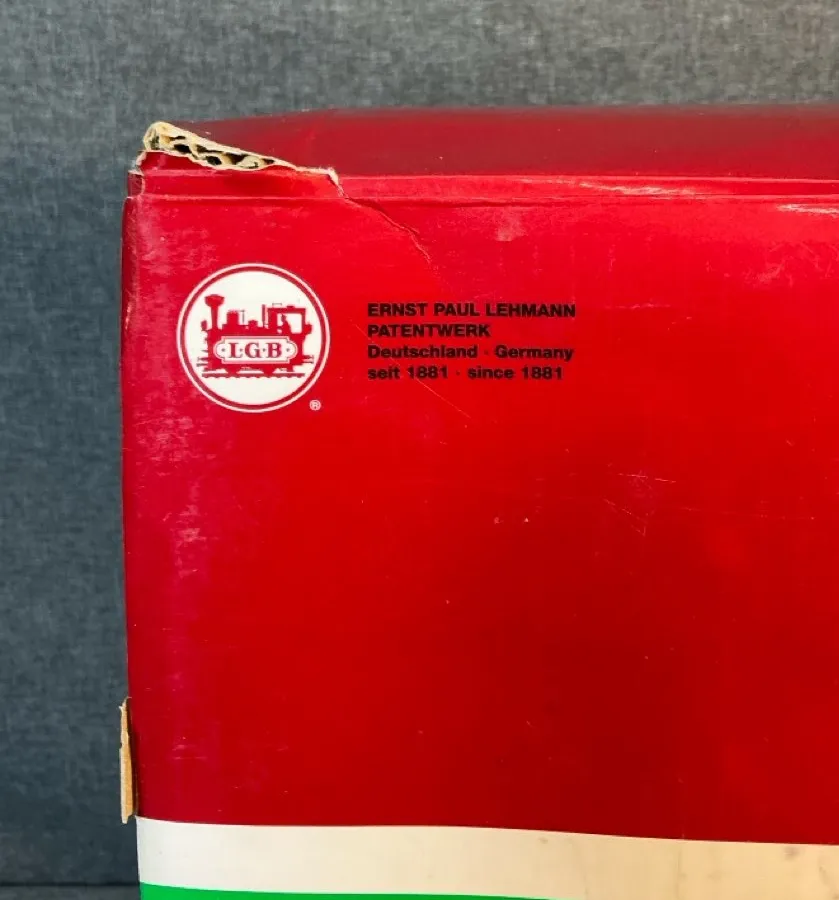 L·G·B
®
ERNST PAUL LEHMANN
PATENTWERK
Deutschland · Germany
seit 1881 · since 1881